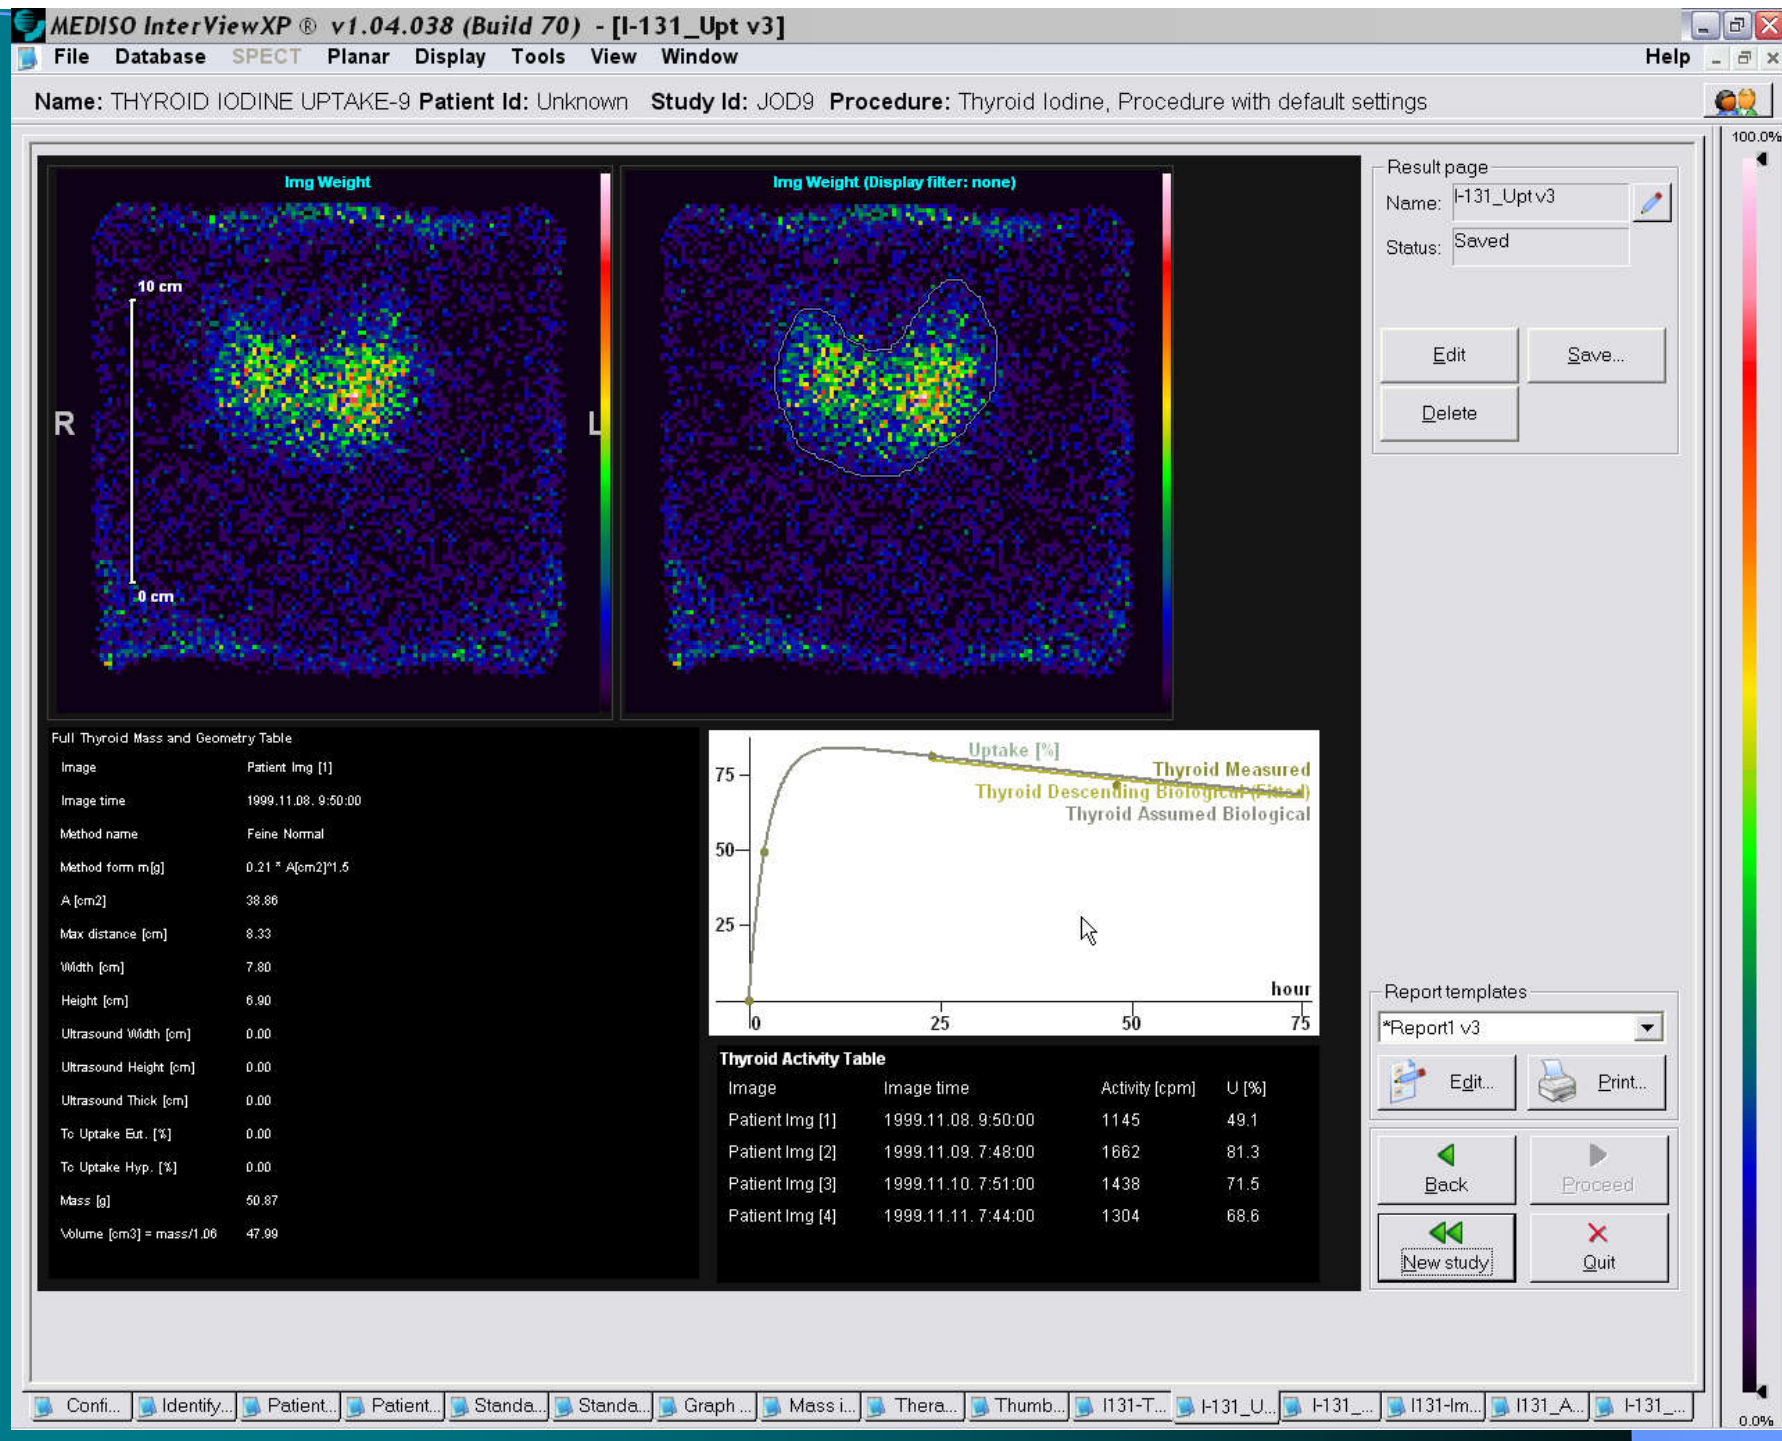 MEDISO InterViewXP ® v1.04.038 (Build 70) - [I-131_Upt v3]
File Database SPECT Planar Display Tools View Window Help
Name: THYROID IODINE UPTAKE-9 Patient Id: Unknown Study Id: JOD9 Procedure: Thyroid Iodine, Procedure with default settings
100.0%
Img Weight
Img Weight (Display filter: none)
10 cm
R
L
0 cm
Result page
Name: I-131_Upt v3
Status: Saved
Edit Save...
Delete
Full Thyroid Mass and Geometry Table
Image Patient Img [1]
Image time 1999.11.08. 9:50:00
Method name Feine Normal
Method form m[g] 0.21 * A[cm2]^1.5
A [cm2] 38.86
Max distance [cm] 8.33
Width [cm] 7.80
Height [cm] 6.90
Ultrasound Width [cm] 0.00
Ultrasound Height [cm] 0.00
Ultrasound Thick [cm] 0.00
Tc Uptake Eut. [%] 0.00
Tc Uptake Hyp. [%] 0.00
Mass [g] 50.87
Volume [cm3] = mass/1.06 47.99
Uptake [%]
Thyroid Measured
Thyroid Descending Biological (Fitted)
Thyroid Assumed Biological
75
50
25
hour
0 25 50 75
Thyroid Activity Table
Image Image time Activity [cpm] U [%]
Patient Img [1] 1999.11.08. 9:50:00 1145 49.1
Patient Img [2] 1999.11.09. 7:48:00 1662 81.3
Patient Img [3] 1999.11.10. 7:51:00 1438 71.5
Patient Img [4] 1999.11.11. 7:44:00 1304 68.6
Report templates
*Report1 v3
Edit... Print...
Back Proceed
New study Quit
Confi... Identify... Patient... Patient... Standa... Standa... Graph ... Mass i... Thera... Thumb... I131-T... I-131_U... I-131_... I131-Im... I131_A... I-131_...
0.0%